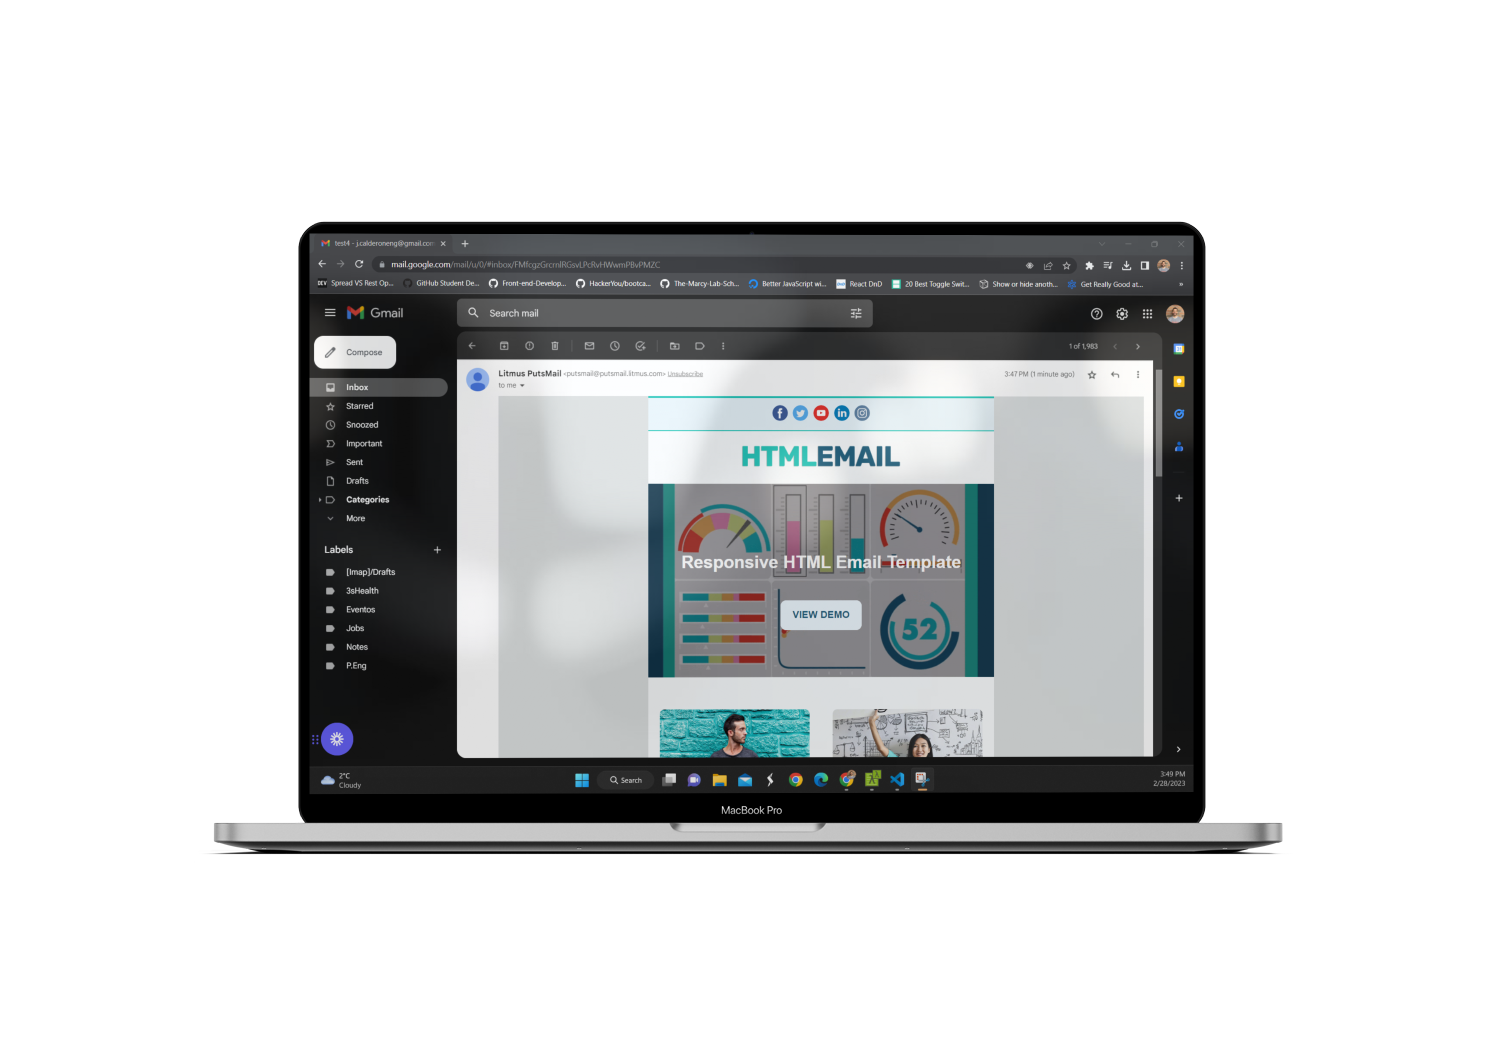 test4 - j.calderoneng@gmail.com
mail.google.com/mail/u/0/#inbox/FMfcgzGrcmlRGsvLPcRvHWwmPBvPMZC
DEV Spread VS Rest Op... GitHub Student De... Front-end-Develop... HackerYou/bootca... The-Marcy-Lab-Sch... Better JavaScript wi... React DnD 20 Best Toggle Swit... Show or hide anoth... Get Really Good at... »
Gmail
Search mail
Compose
1 of 1,983
Inbox
Starred
Snoozed
Important
Sent
Drafts
Categories
More
Labels
[Imap]/Drafts
3sHealth
Eventos
Jobs
Notes
P.Eng
Litmus PutsMail <putsmail@putsmail.litmus.com> Unsubscribe
3:47 PM (1 minute ago)
to me
HTMLEMAIL
Responsive HTML Email Template
VIEW DEMO
52
2°C
Cloudy
Search
3:49 PM
2/28/2023
MacBook Pro